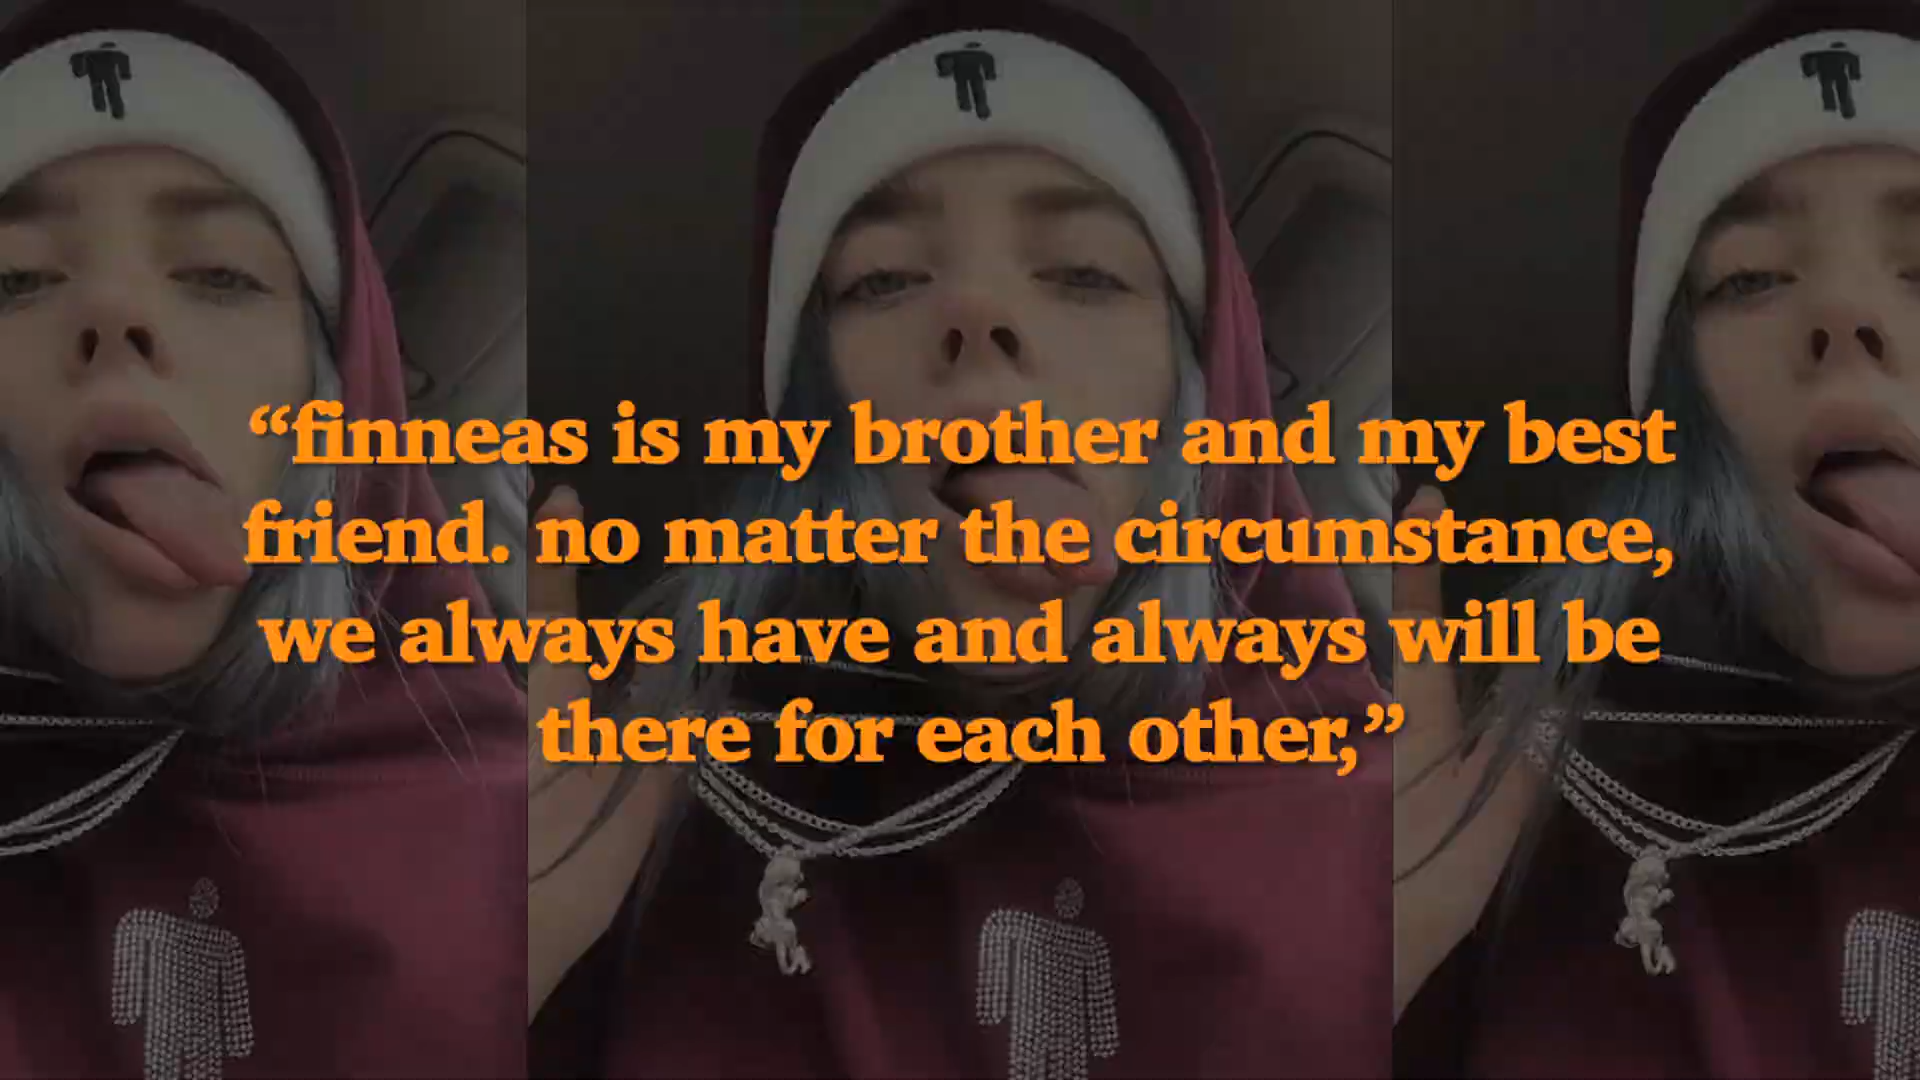 “finneas is my brother and my best
friend. no matter the circumstance,
we always have and always will be
there for each other,”